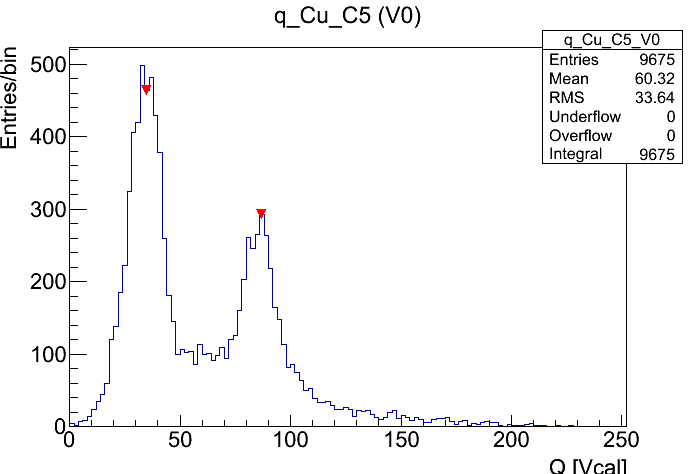 q_Cu_C5 (V0)
q_Cu_C5_V0
Entries 9675
Mean 60.32
RMS 33.64
Underflow 0
Overflow 0
Integral 9675
Entries/bin
500
400
300
200
100
0
0 50 100 150 200 250
Q [Vcal]